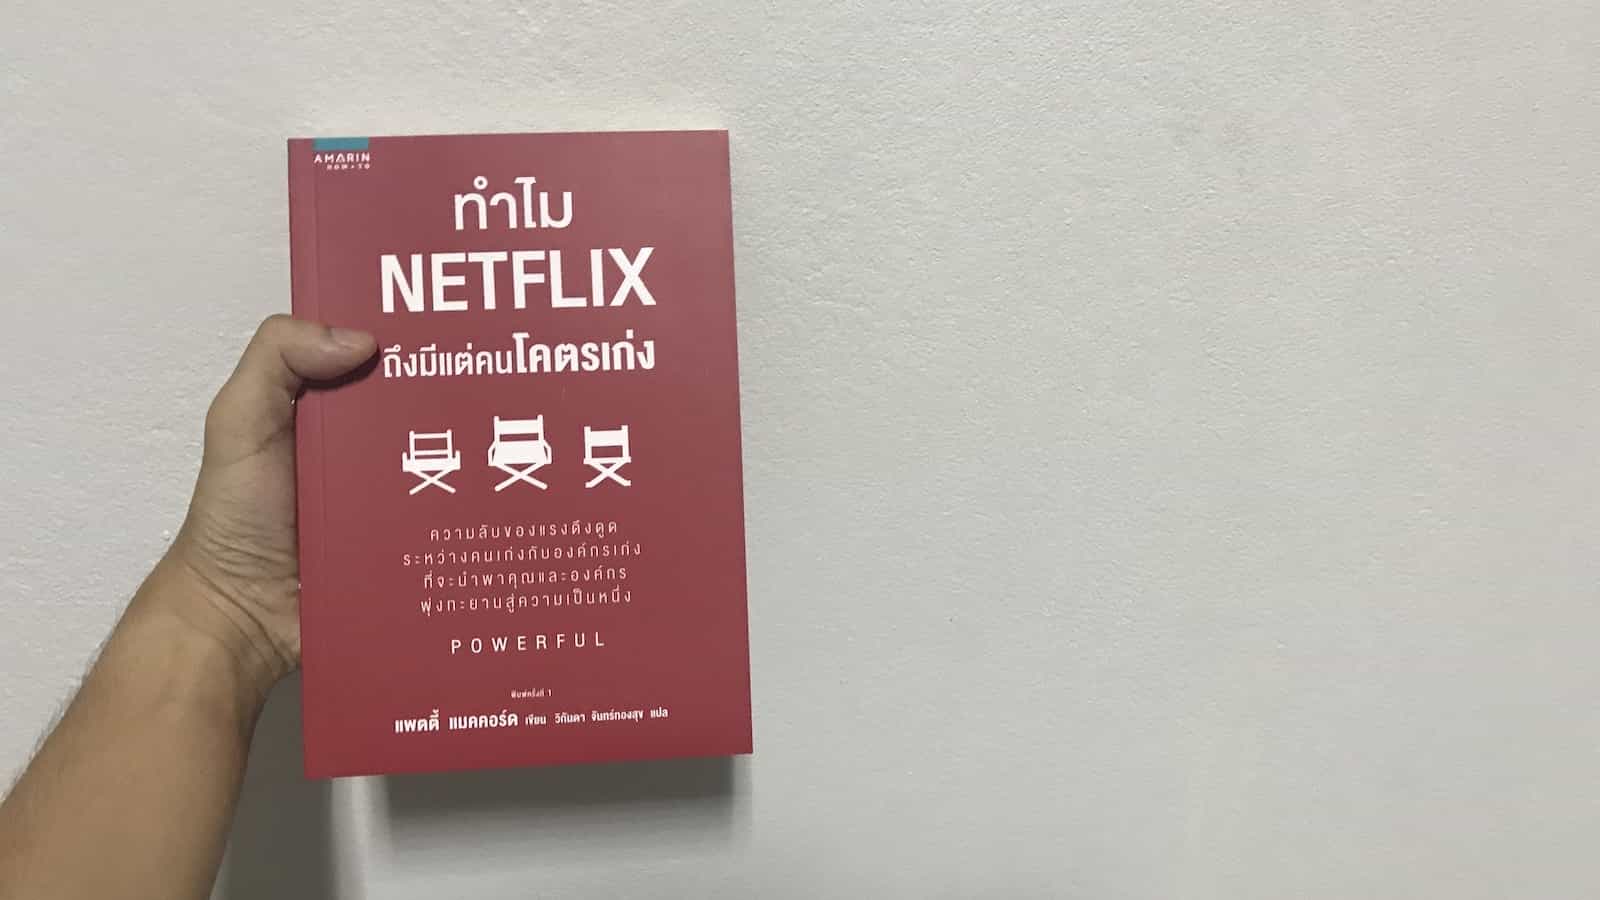 AMARIN
HOW • TO
ทำไม
NETFLIX
ถึงมีแต่คนโคตรเก่ง
ความลับของแรงดึงดูด
ระหว่างคนเก่งกับองค์กรเก่ง
ที่จะนำพาคุณและองค์กร
พุ่งทะยานสู่ความเป็นหนึ่ง
POWERFUL
พิมพ์ครั้งที่ 1
แพตตี้ แมคคอร์ด เขียน วิกันดา จันทร์ทองสุข แปล